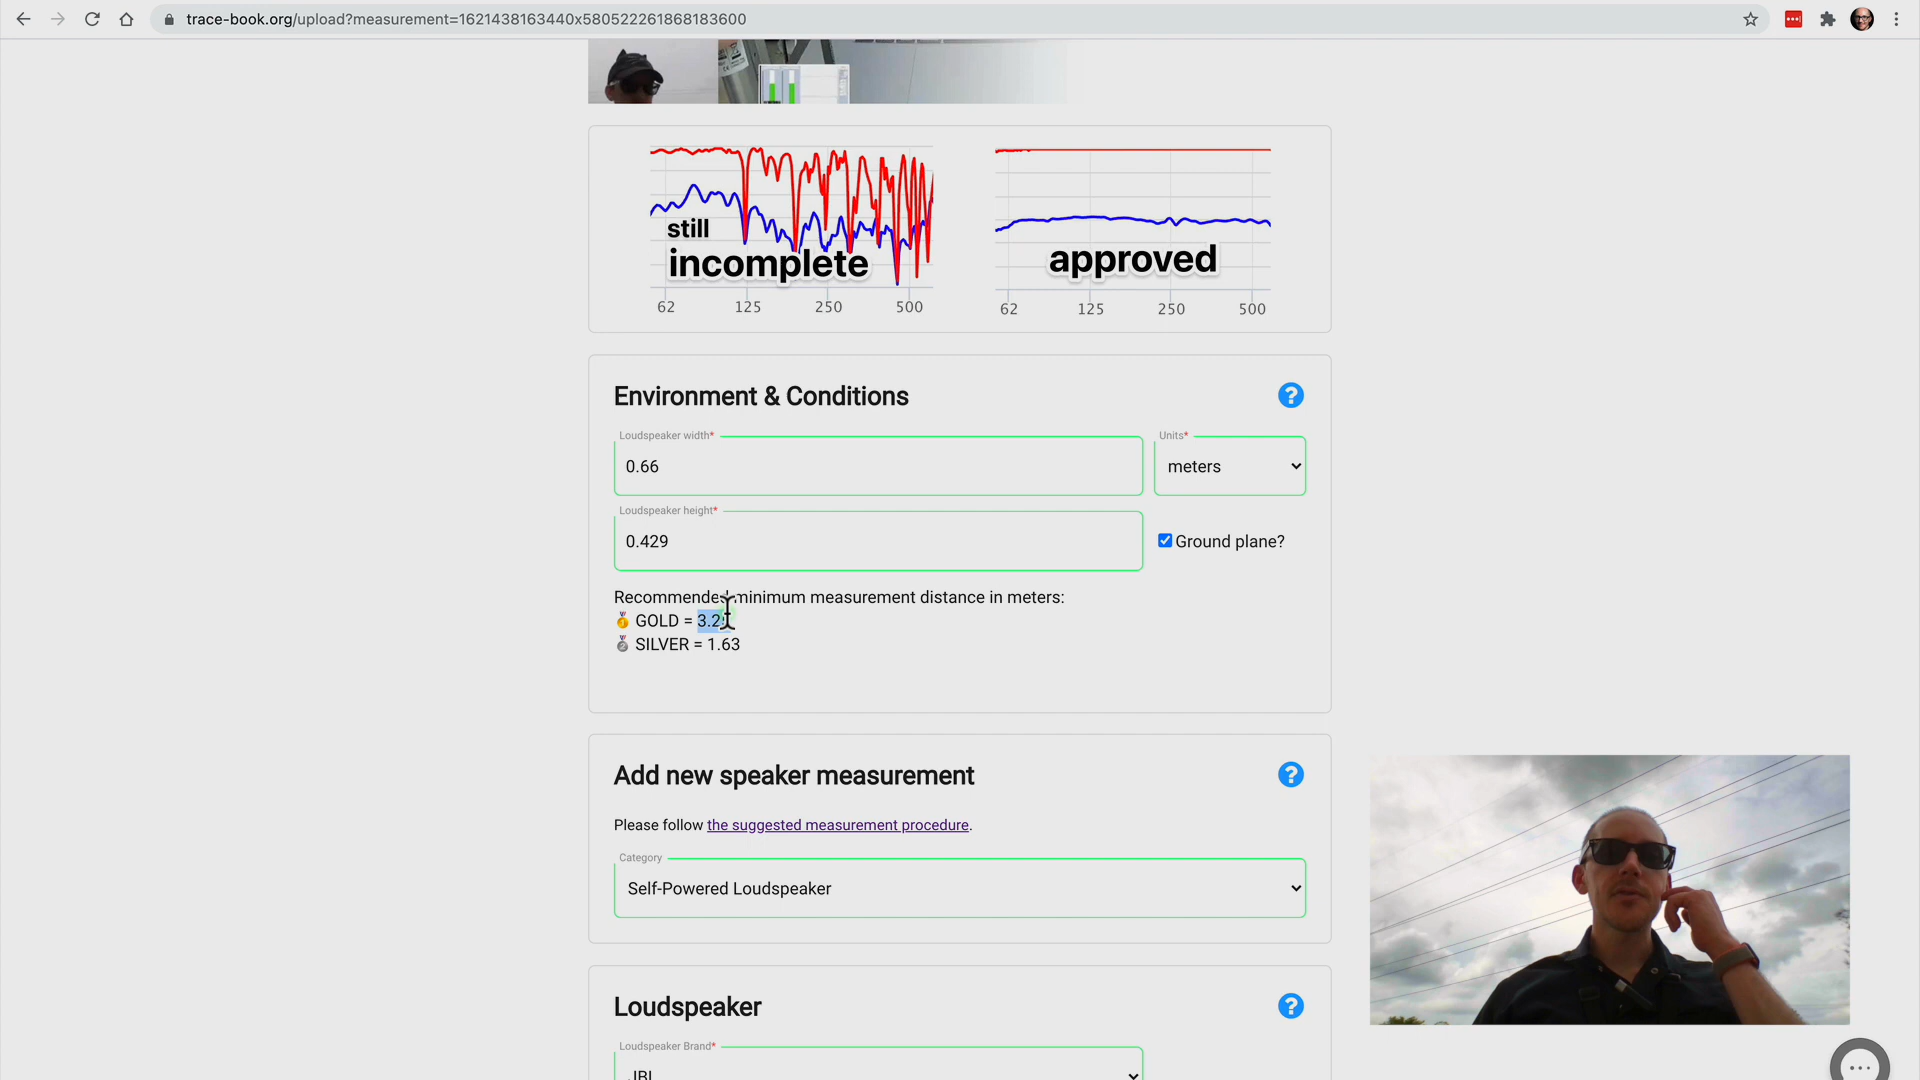 trace-book.org/upload?measurement=1621438163440x580522261868183600
still
incomplete
62 125 250 500
approved
62 125 250 500
Environment & Conditions
Loudspeaker width*
0.66
Units*
meters
Loudspeaker height*
0.429
Ground plane?
Recommended minimum measurement distance in meters:
GOLD = 3.2
SILVER = 1.63
Add new speaker measurement
Please follow the suggested measurement procedure.
Category
Self-Powered Loudspeaker
Loudspeaker
Loudspeaker Brand*
JBL